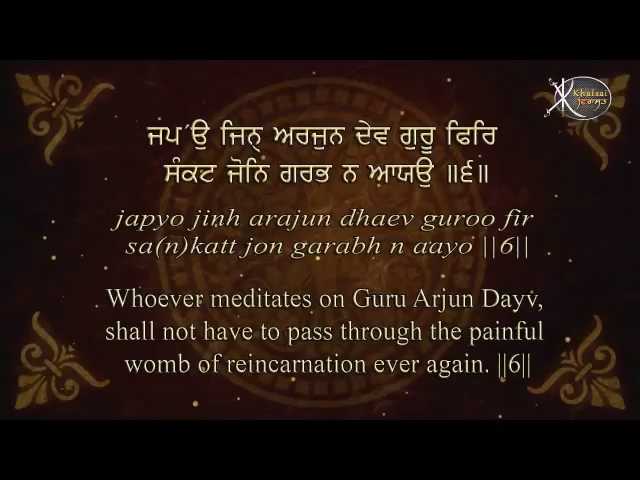 Khalsai
ਵਿਰਾਸਤ
ਜਪੵਉ ਜਿਨੑ ਅਰਜੁਨ ਦੇਵ ਗੁਰੂ ਫਿਰਿ
ਸੰਕਟ ਜੋਨਿ ਗਰਭ ਨ ਆਯਉ ॥੬॥
japyo jinh arajun dhaev guroo fir
sa(n)katt jon garabh n aayo ||6||
Whoever meditates on Guru Arjun Dayv,
shall not have to pass through the painful
womb of reincarnation ever again. ||6||